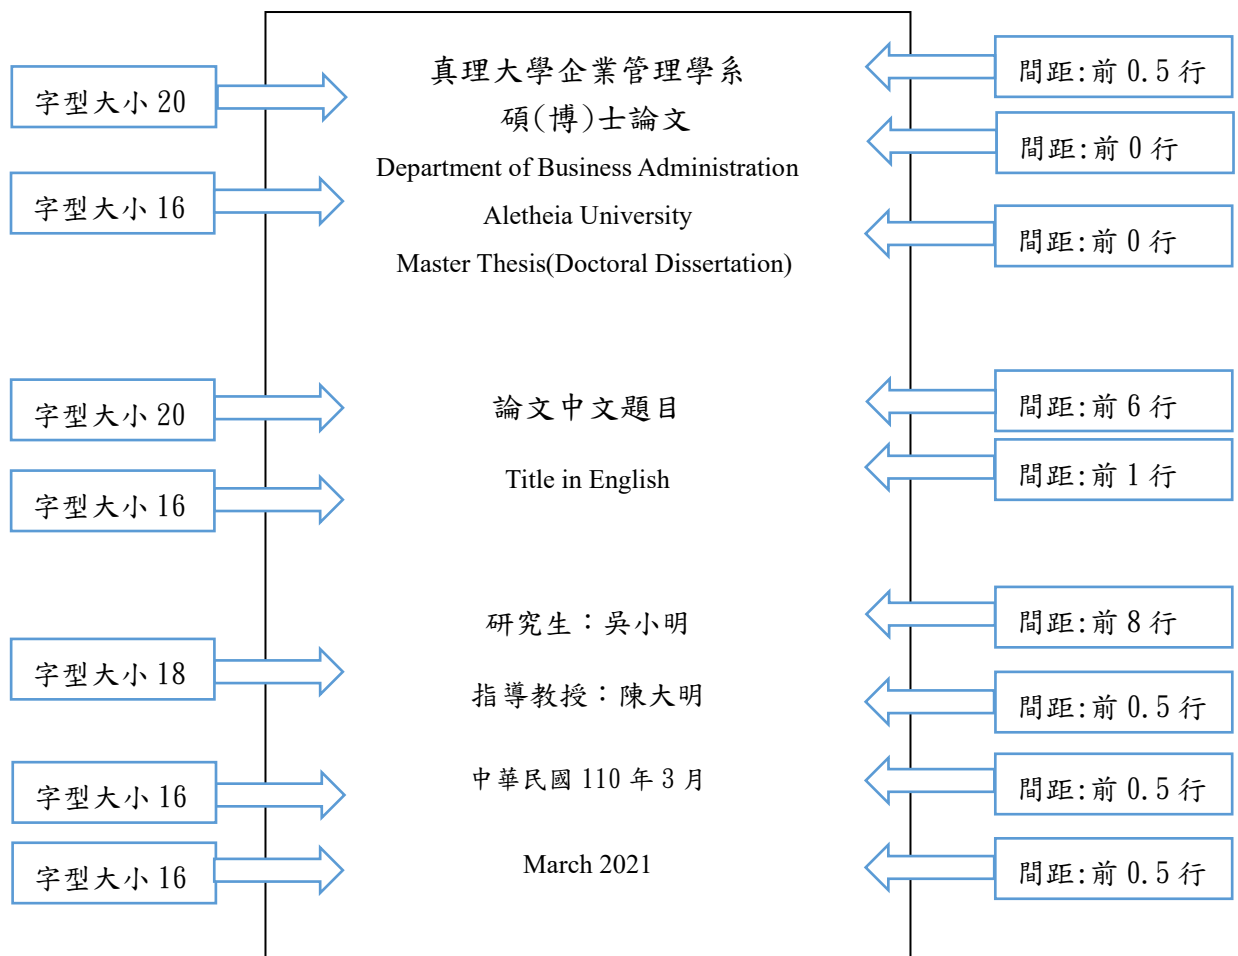 真理大學企業管理學系
間距:前 0.5 行
字型大小 20
碩(博)士論文
間距:前 0 行
Department of Business Administration
字型大小 16
Aletheia University
間距:前 0 行
Master Thesis(Doctoral Dissertation)
字型大小 20
論文中文題目
間距:前 6 行
字型大小 16
Title in English
間距:前 1 行
研究生：吳小明
間距:前 8 行
字型大小 18
指導教授：陳大明
間距:前 0.5 行
字型大小 16
中華民國 110 年 3 月
間距:前 0.5 行
字型大小 16
March 2021
間距:前 0.5 行